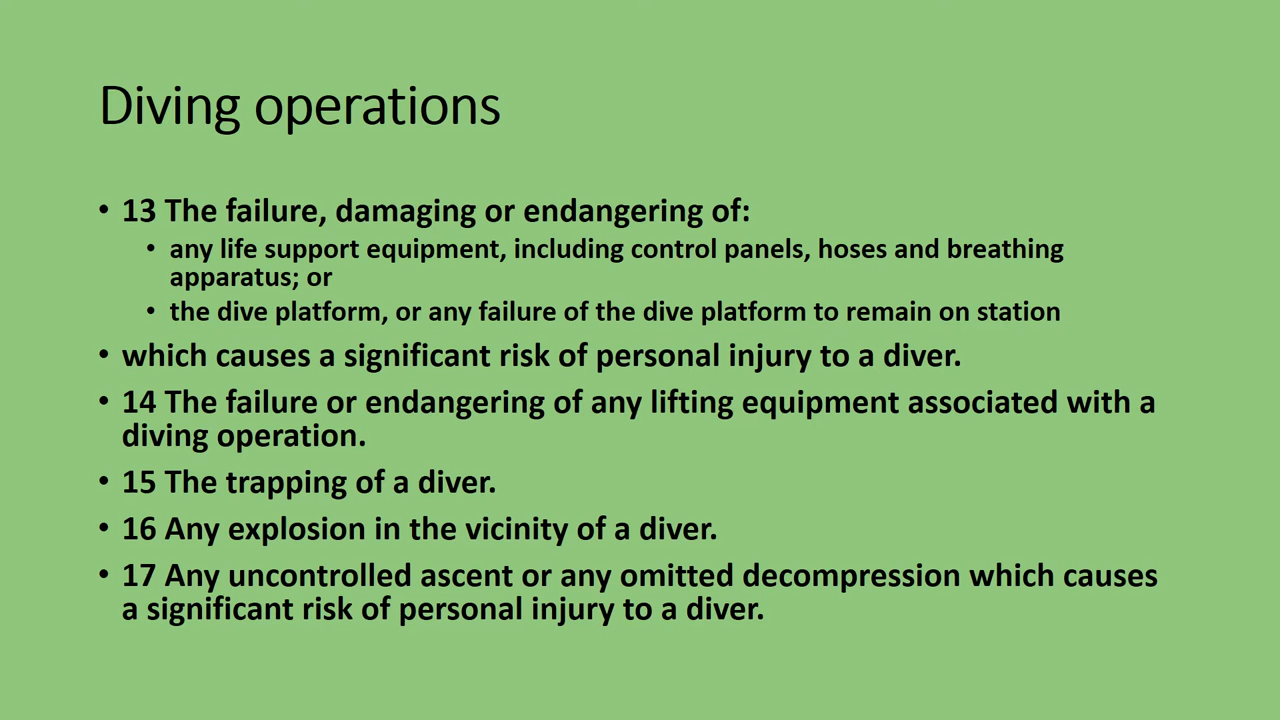 Diving operations
• 13 The failure, damaging or endangering of:
• any life support equipment, including control panels, hoses and breathing
apparatus; or
• the dive platform, or any failure of the dive platform to remain on station
• which causes a significant risk of personal injury to a diver.
• 14 The failure or endangering of any lifting equipment associated with a
diving operation.
• 15 The trapping of a diver.
• 16 Any explosion in the vicinity of a diver.
• 17 Any uncontrolled ascent or any omitted decompression which causes
a significant risk of personal injury to a diver.